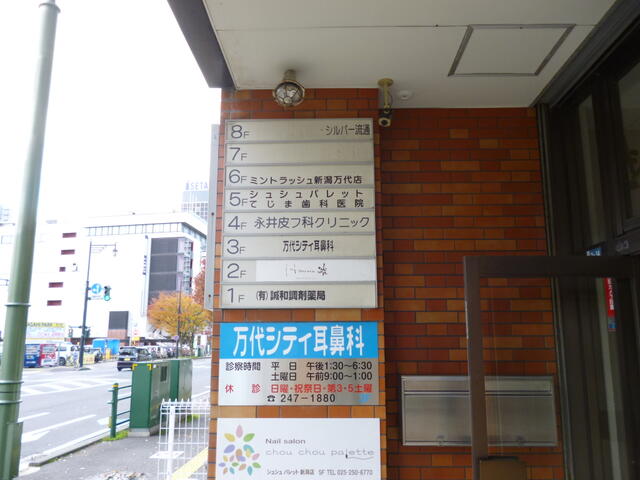 8F シルバー流通
7F
6F ミントラッシュ新潟万代店
5F シュシュパレット
てじま歯科医院
4F 永井皮フ科クリニック
3F 万代シティ耳鼻科
2F
1F (有)誠和調剤薬局
万代シティ耳鼻科
診察時間 平日 午後1:30〜6:30
土曜日 午前9:00〜1:00
休診 日曜・祝祭日・第3・5土曜
☎247-1880
Nail salon
chou chou palette
シュシュ パレット 新潟店 5F TEL 025-250-6770
SETA